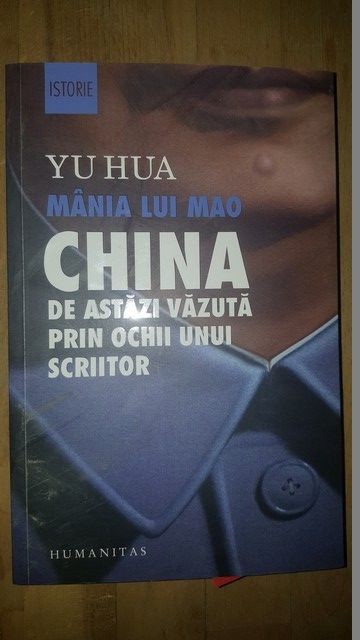 ISTORIE
YU HUA
MÂNIA LUI MAO
CHINA
DE ASTĂZI VĂZUTĂ
PRIN OCHII UNUI
SCRIITOR
HUMANITAS